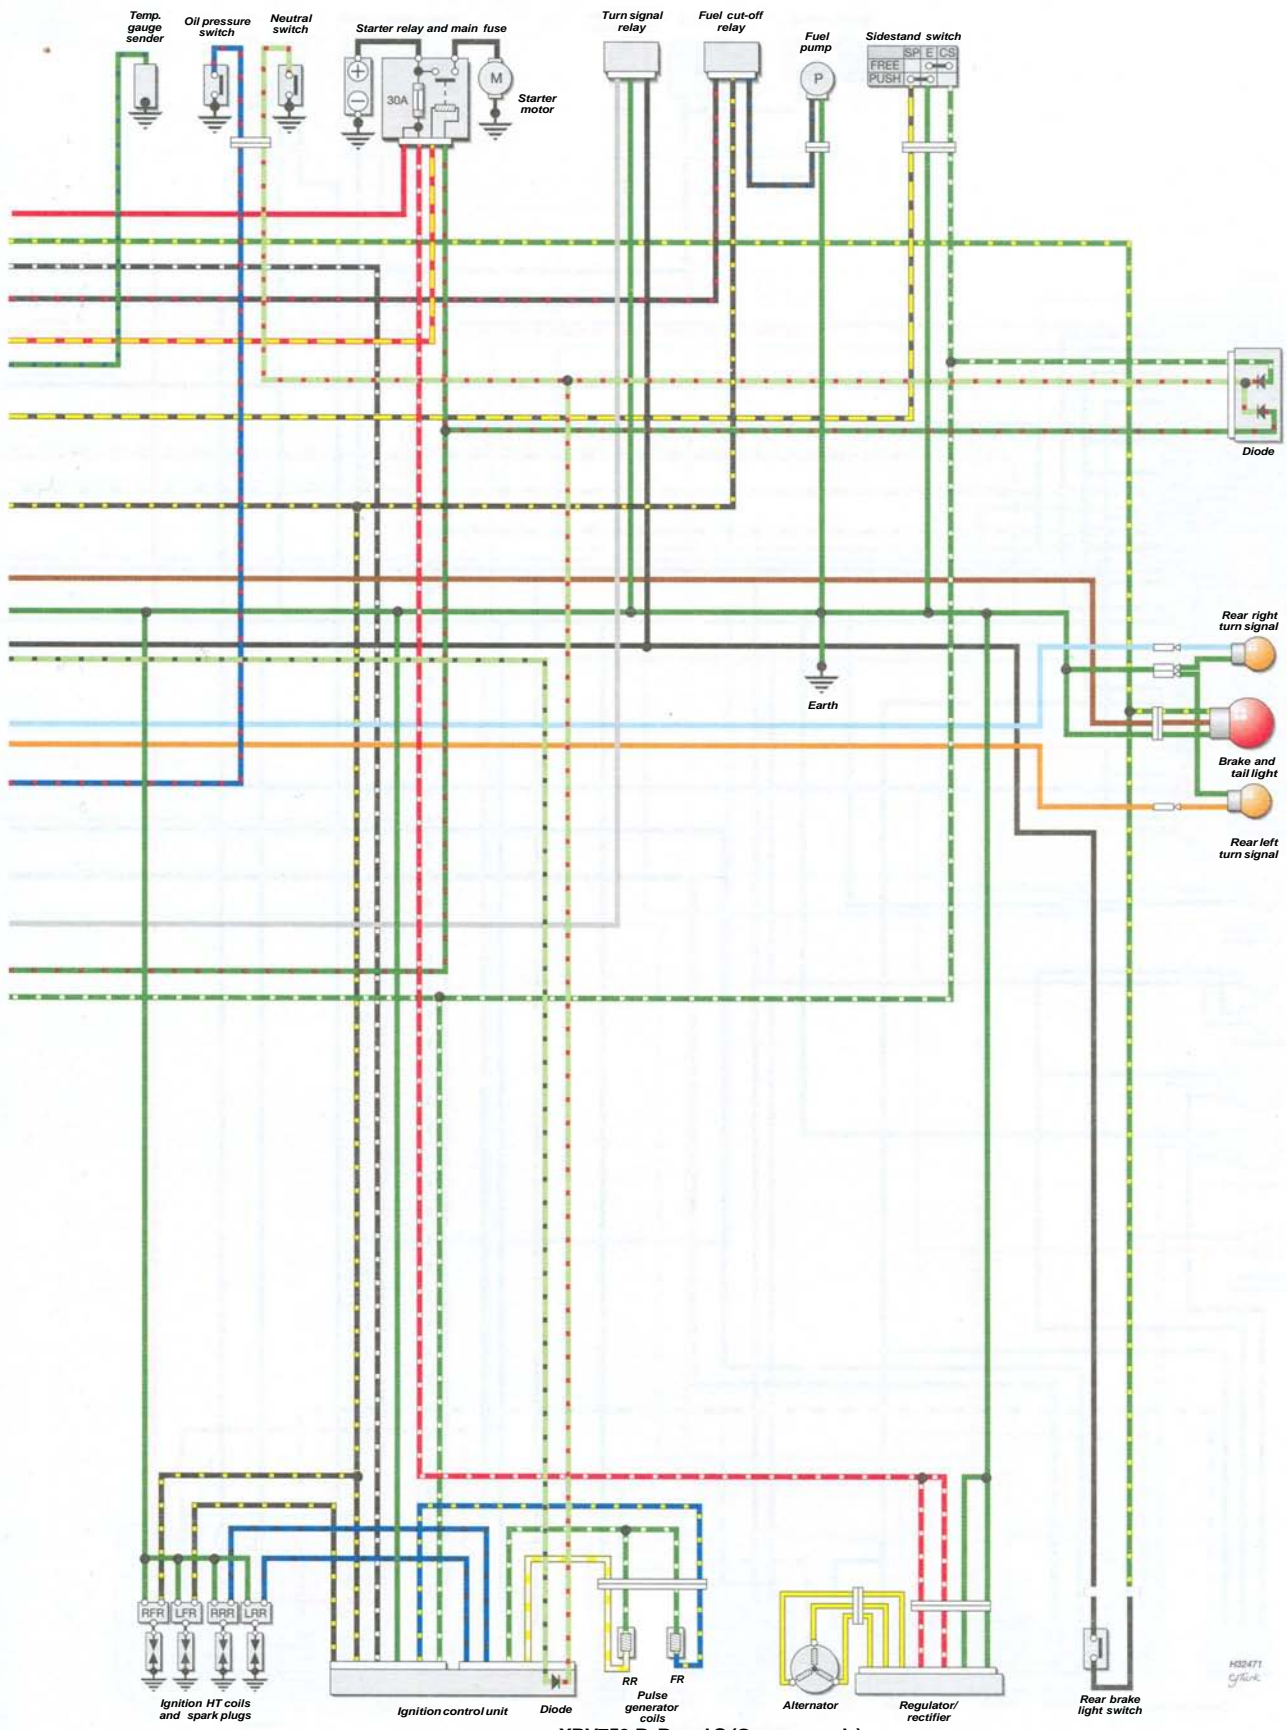 Temp.
gauge
sender
Oil pressure
switch
Neutral
switch
Starter relay and main fuse
Turn signal
relay
Fuel cut-off
relay
Fuel
pump
Sidestand switch
SP E CS
FREE
PUSH
30A
M
P
Starter
motor
Diode
Rear right
turn signal
Earth
Brake and
tail light
Rear left
turn signal
RFR LFR RRR LRR
Ignition HT coils
and spark plugs
Ignition control unit
Diode
RR
FR
Pulse
generator
coils
Alternator
Regulator/
rectifier
Rear brake
light switch
H32471